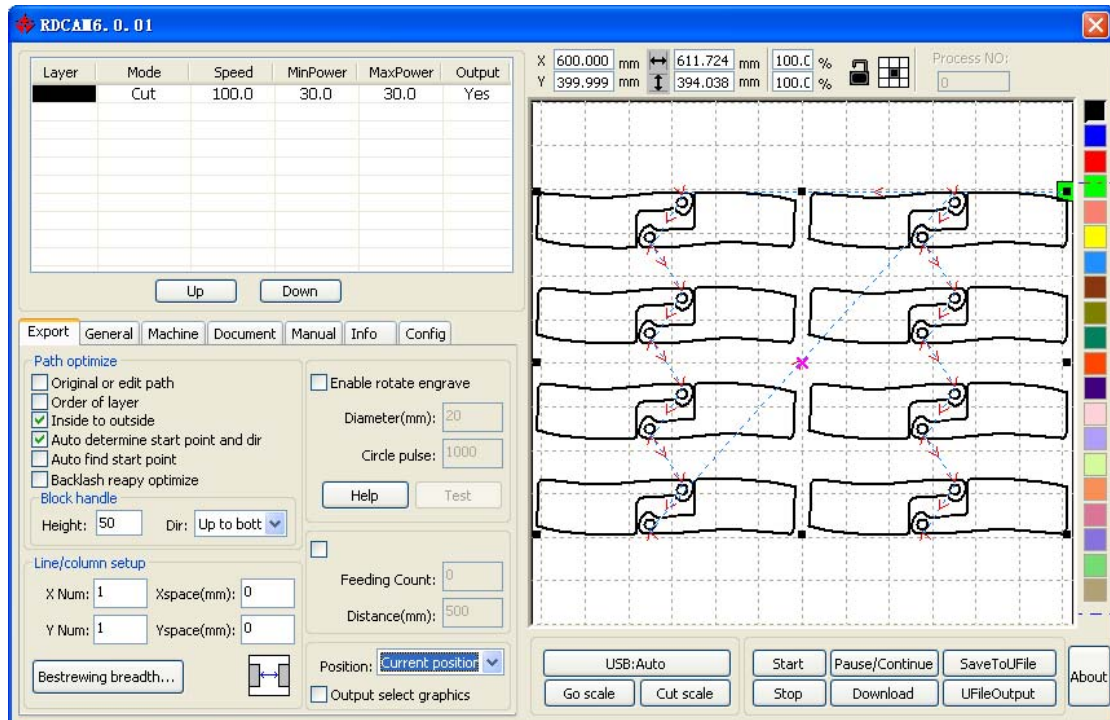 RDCAM6.0.01
Layer Mode Speed MinPower MaxPower Output
Cut 100.0 30.0 30.0 Yes
Up Down
X 600.000 mm 611.724 mm 100.0 % Process NO:
Y 399.999 mm 394.038 mm 100.0 % 0
Export General Machine Document Manual Info Config
Path optimize
Original or edit path
Order of layer
Inside to outside
Auto determine start point and dir
Auto find start point
Backlash reapy optimize
Block handle
Height: 50 Dir: Up to bott
Line/column setup
X Num: 1 Xspace(mm): 0
Y Num: 1 Yspace(mm): 0
Bestrewing breadth...
Enable rotate engrave
Diameter(mm): 20
Circle pulse: 1000
Help Test
Feeding Count: 0
Distance(mm): 500
Position: Current position
Output select graphics
USB:Auto
Go scale Cut scale
Start Pause/Continue SaveToUFile
Stop Download UFileOutput
About